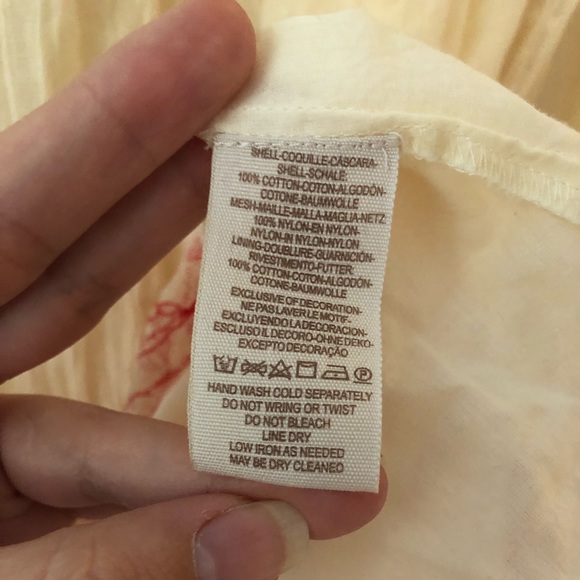 SHELL-COQUILLE-CÁSCARA-
SHELL-SCHALE:
100% COTTON-COTON-ALGODÓN-
COTONE-BAUMWOLLE
MESH-MAILLE-MALLA-MAGLIA-NETZ
100% NYLON-EN NYLON-
NYLON-IN NYLON-NYLON
LINING-DOUBLURE-GUARNICIÓN-
RIVESTIMENTO-FUTTER:
100% COTTON-COTON-ALGODÓN-
COTONE-BAUMWOLLE
EXCLUSIVE OF DECORATION-
NE PAS LAVER LE MOTIF-
EXCLUYENDO LA DECORACION-
ESCLUSO IL DECORO-OHNE DEKO-
EXCEPTO DECORAÇÃO
P
HAND WASH COLD SEPARATELY
DO NOT WRING OR TWIST
DO NOT BLEACH
LINE DRY
LOW IRON AS NEEDED
MAY BE DRY CLEANED